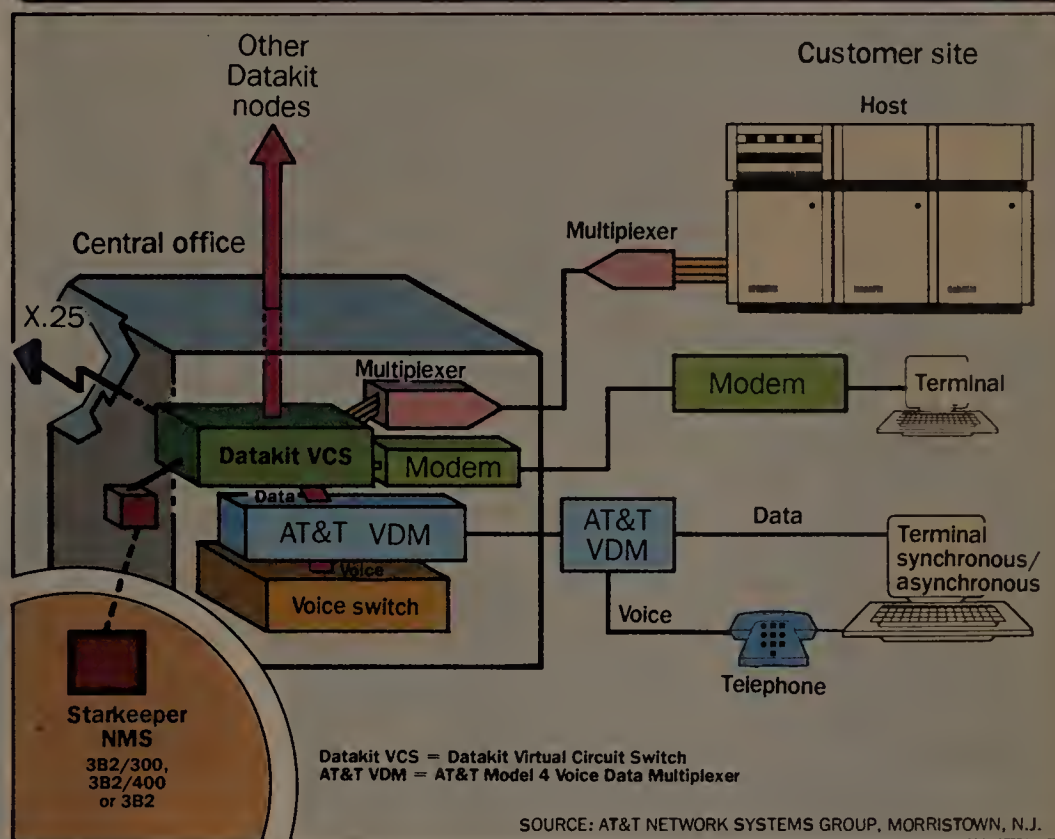 Other
Datakit
nodes
Customer site
Host
Multiplexer
Central office
X.25
Multiplexer
Modem
Terminal
Datakit VCS
Modem
Data
AT&T VDM
AT&T
VDM
Data
Terminal
synchronous/
asynchronous
Voice
Voice switch
Voice
Telephone
Starkeeper
NMS
3B2/300,
3B2/400
or 3B2
Datakit VCS = Datakit Virtual Circuit Switch
AT&T VDM = AT&T Model 4 Voice Data Multiplexer
SOURCE: AT&T NETWORK SYSTEMS GROUP, MORRISTOWN, N.J.